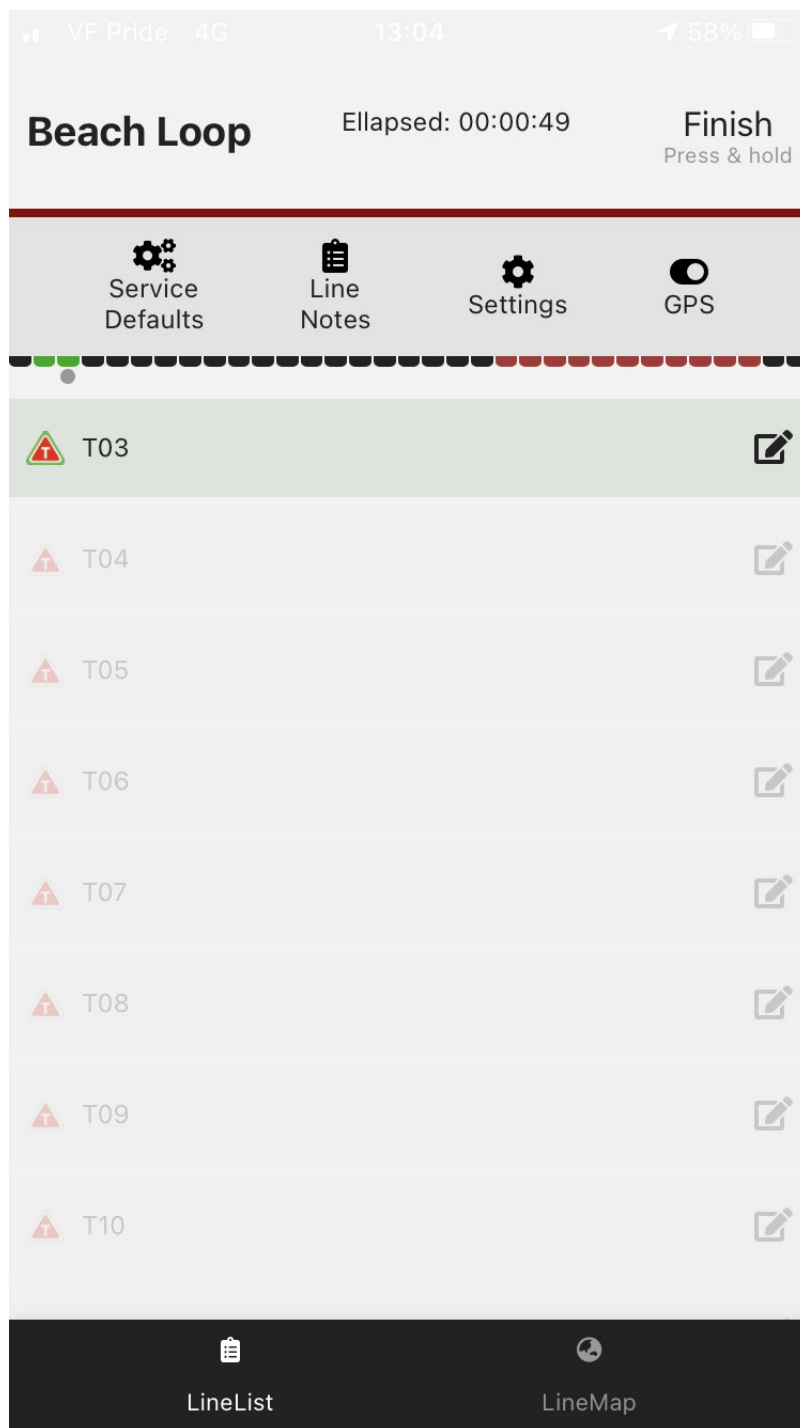 VF Pride 4G 13:04 58%
Beach Loop
Ellapsed: 00:00:49
Finish
Press & hold
Service
Defaults
Line
Notes
Settings
GPS
T T03
T T04
T T05
T T06
T T07
T T08
T T09
T T10
LineList
LineMap